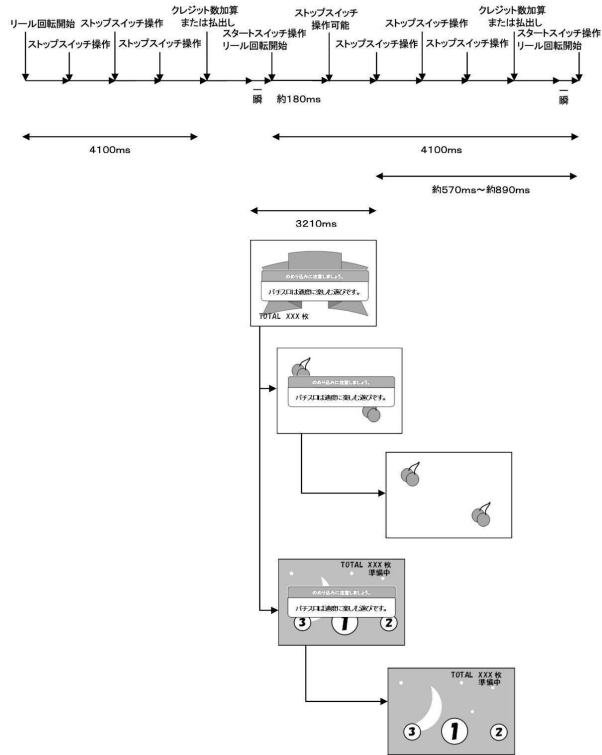 リール回転開始
ストップスイッチ操作
ストップスイッチ操作
ストップスイッチ操作
クレジット数加算
または払出し
スタートスイッチ操作
リール回転開始
ストップスイッチ
操作可能
ストップスイッチ操作
ストップスイッチ操作
ストップスイッチ操作
クレジット数加算
または払出し
スタートスイッチ操作
リール回転開始
一瞬
約180ms
一瞬
4100ms
4100ms
約570ms～約890ms
3210ms
のめり込みに注意しましょう。
パチスロは適度に楽しむ遊びです。
TOTAL XXX 枚
のめり込みに注意しましょう。
パチスロは適度に楽しむ遊びです。
TOTAL XXX 枚
準備中
のめり込みに注意しましょう。
パチスロは適度に楽しむ遊びです。
3 1 2
TOTAL XXX 枚
準備中
3 1 2